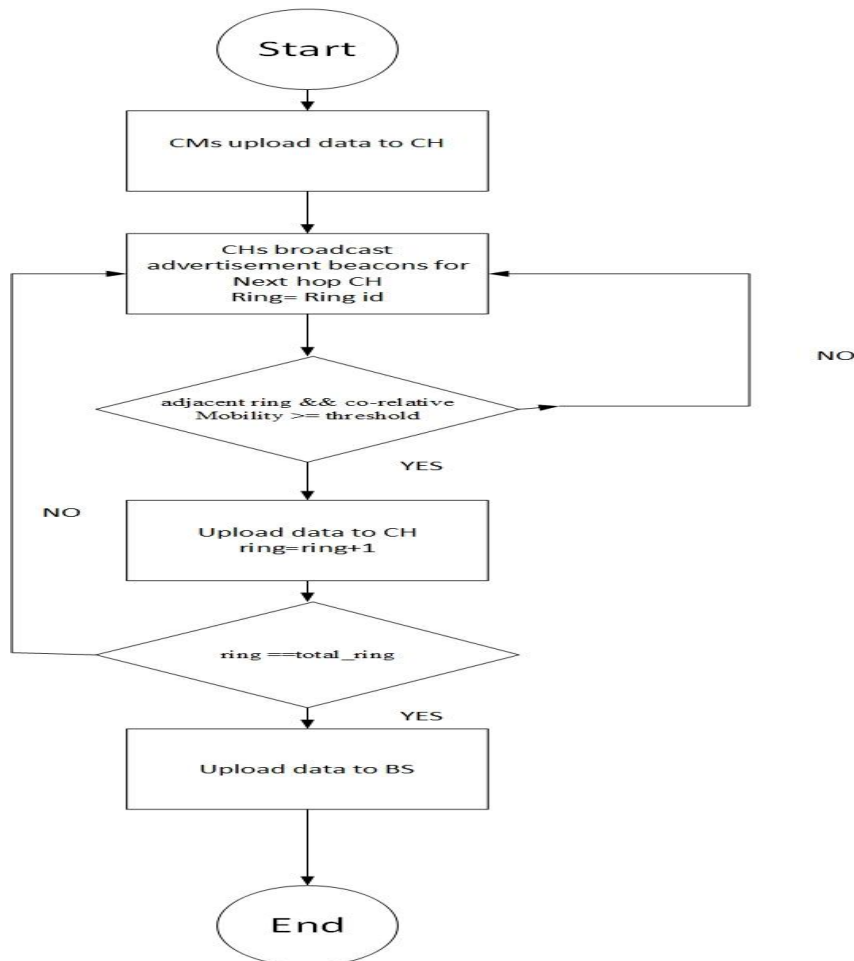 Start
CMs upload data to CH
CHs broadcast
advertisement beacons for
Next hop CH
Ring= Ring id
NO
adjacent ring && co-relative
Mobility >= threshold
YES
NO
Upload data to CH
ring=ring+1
ring ==total_ring
YES
Upload data to BS
End